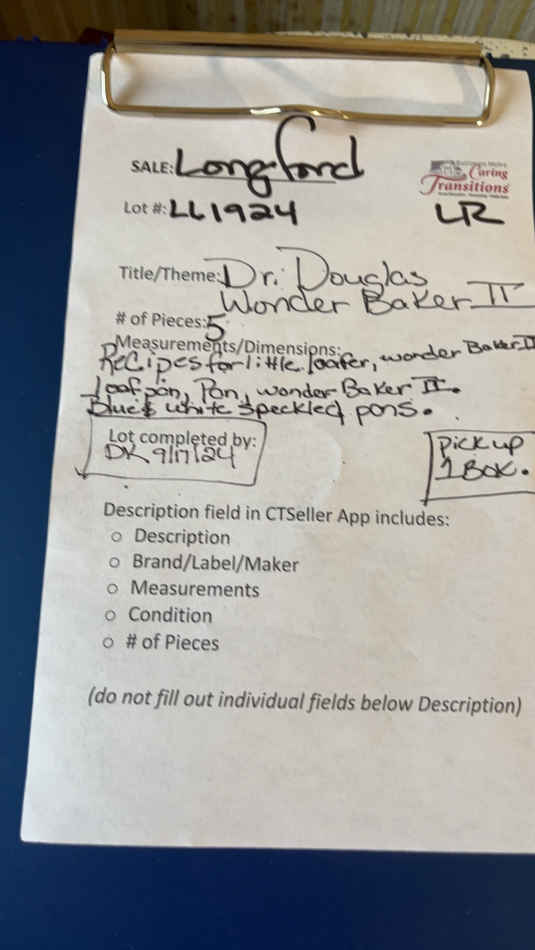 SALE: Longford
Caring
Transitions
Lot #: LL1924
LR
Title/Theme: Dr. Douglas
Wonder Baker II
# of Pieces: 5
Measurements/Dimensions:
Recipes for little loafer, wonder Baker II
loaf pan, Pan, wonder Baker II.
Blue & white speckled pans.
Lot completed by:
DK 9/17/24
Pick up
1 Box.
Description field in CTSeller App includes:
○ Description
○ Brand/Label/Maker
○ Measurements
○ Condition
○ # of Pieces
(do not fill out individual fields below Description)